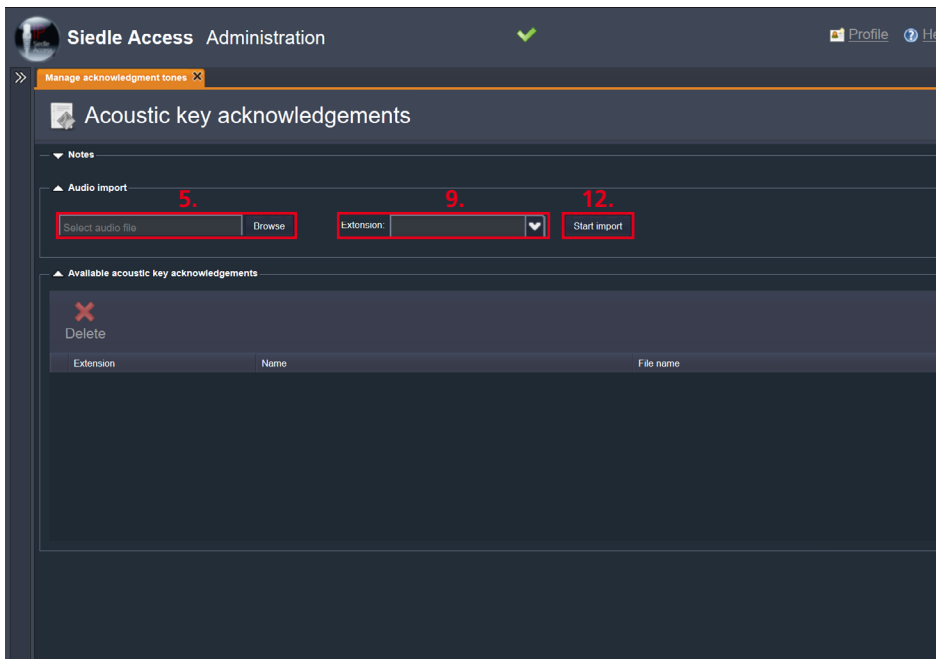 Siedle Access Administration
Profile
Manage acknowledgment tones
Acoustic key acknowledgements
Notes
Audio import
5.
9.
12.
Select audio file
Browse
Extension:
Start import
Available acoustic key acknowledgements
Delete
Extension Name File name